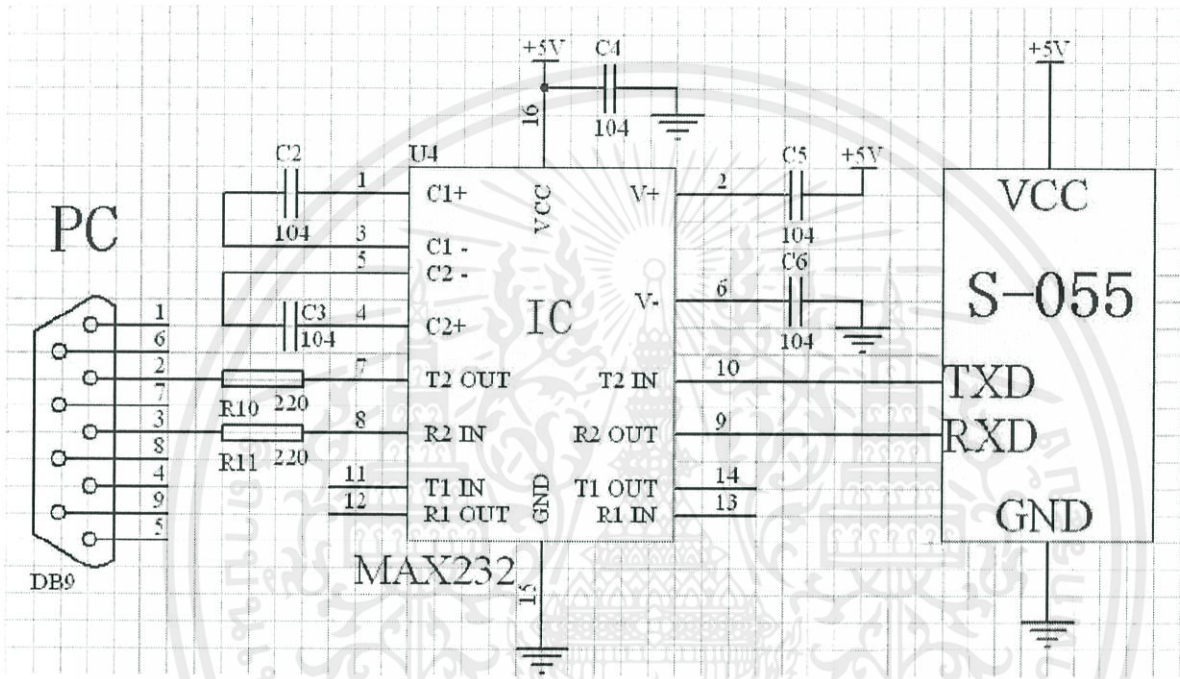 +5V
C4
104
16
+5V
C2
104
U4
1
3
5
4
C3
104
C1+
C1 -
C2 -
C2+
VCC
V+
V-
IC
2
C5
104
+5V
6
C6
104
VCC
S-055
TXD
RXD
GND
PC
1
6
2
7
3
8
4
9
5
DB9
R10 220
R11 220
7
8
11
12
T2 OUT
R2 IN
T1 IN
R1 OUT
GND
T2 IN
R2 OUT
T1 OUT
R1 IN
10
9
14
13
MAX232
15